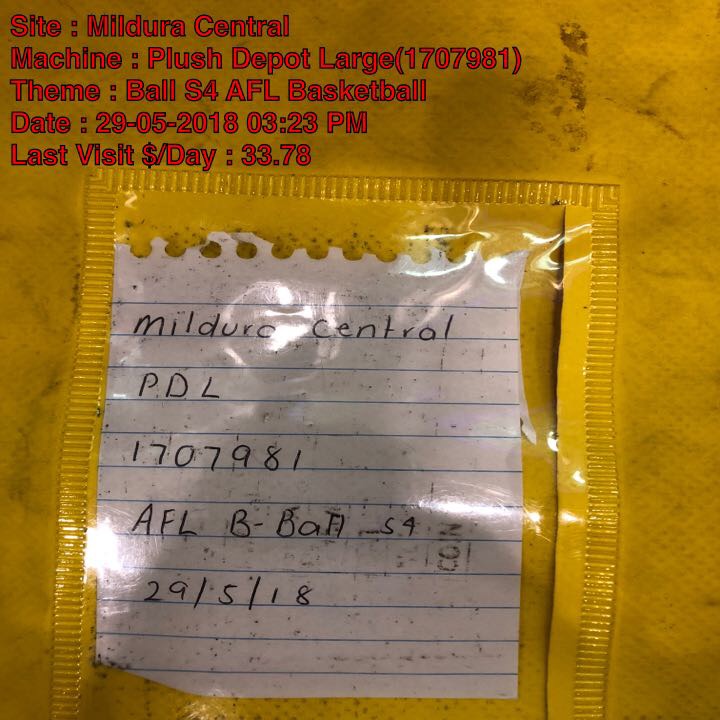 Site : Mildura Central
Machine : Plush Depot Large(1707981)
Theme : Ball S4 AFL Basketball
Date : 29-05-2018 03:23 PM
Last Visit $/Day : 33.78
mildura central
PDL
1707981
AFL B-Ball S4
COIN
29/5/18